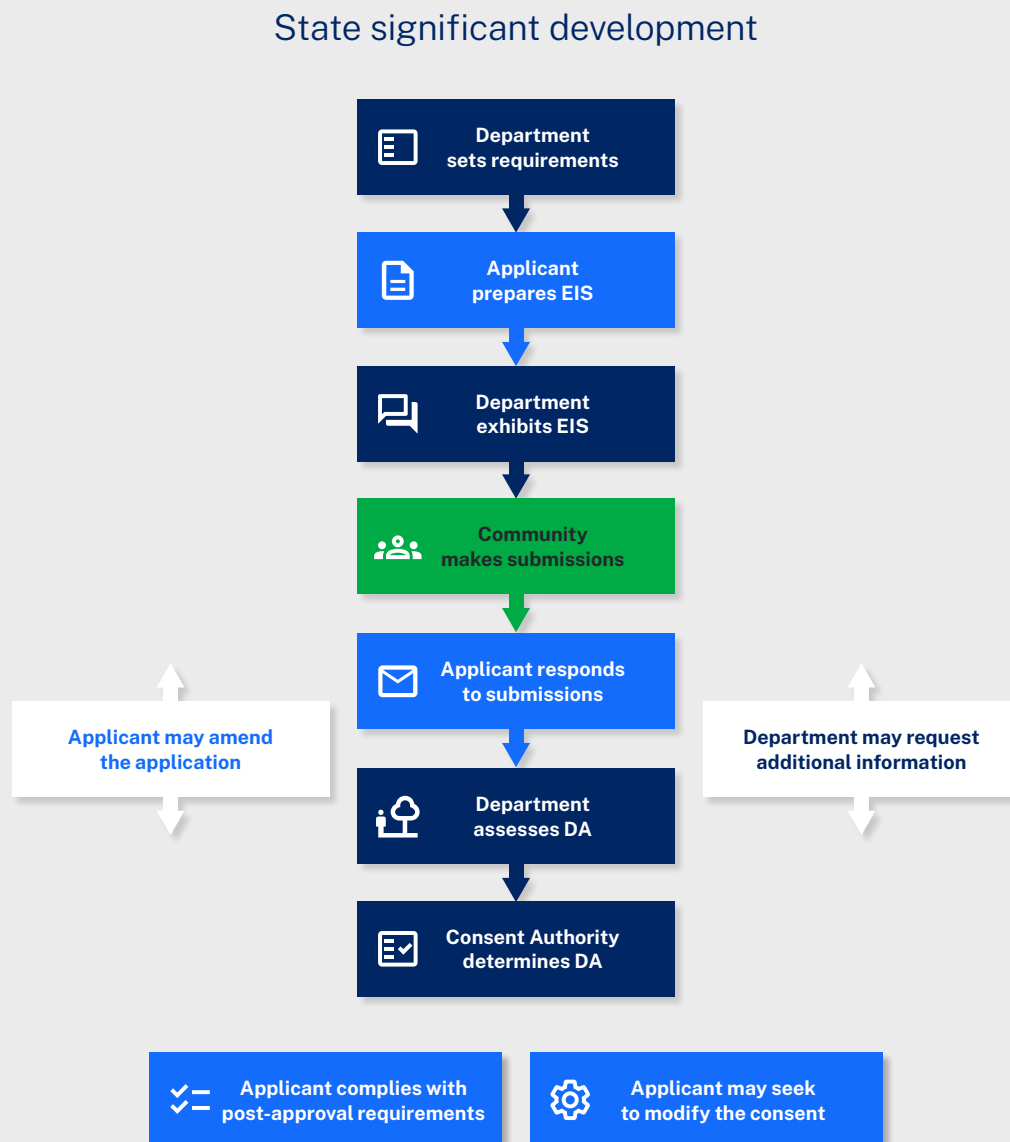 State significant development
Department
sets requirements
Applicant
prepares EIS
Department
exhibits EIS
Community
makes submissions
Applicant responds
to submissions
Applicant may amend
the application
Department may request
additional information
Department
assesses DA
Consent Authority
determines DA
Applicant complies with
post-approval requirements
Applicant may seek
to modify the consent